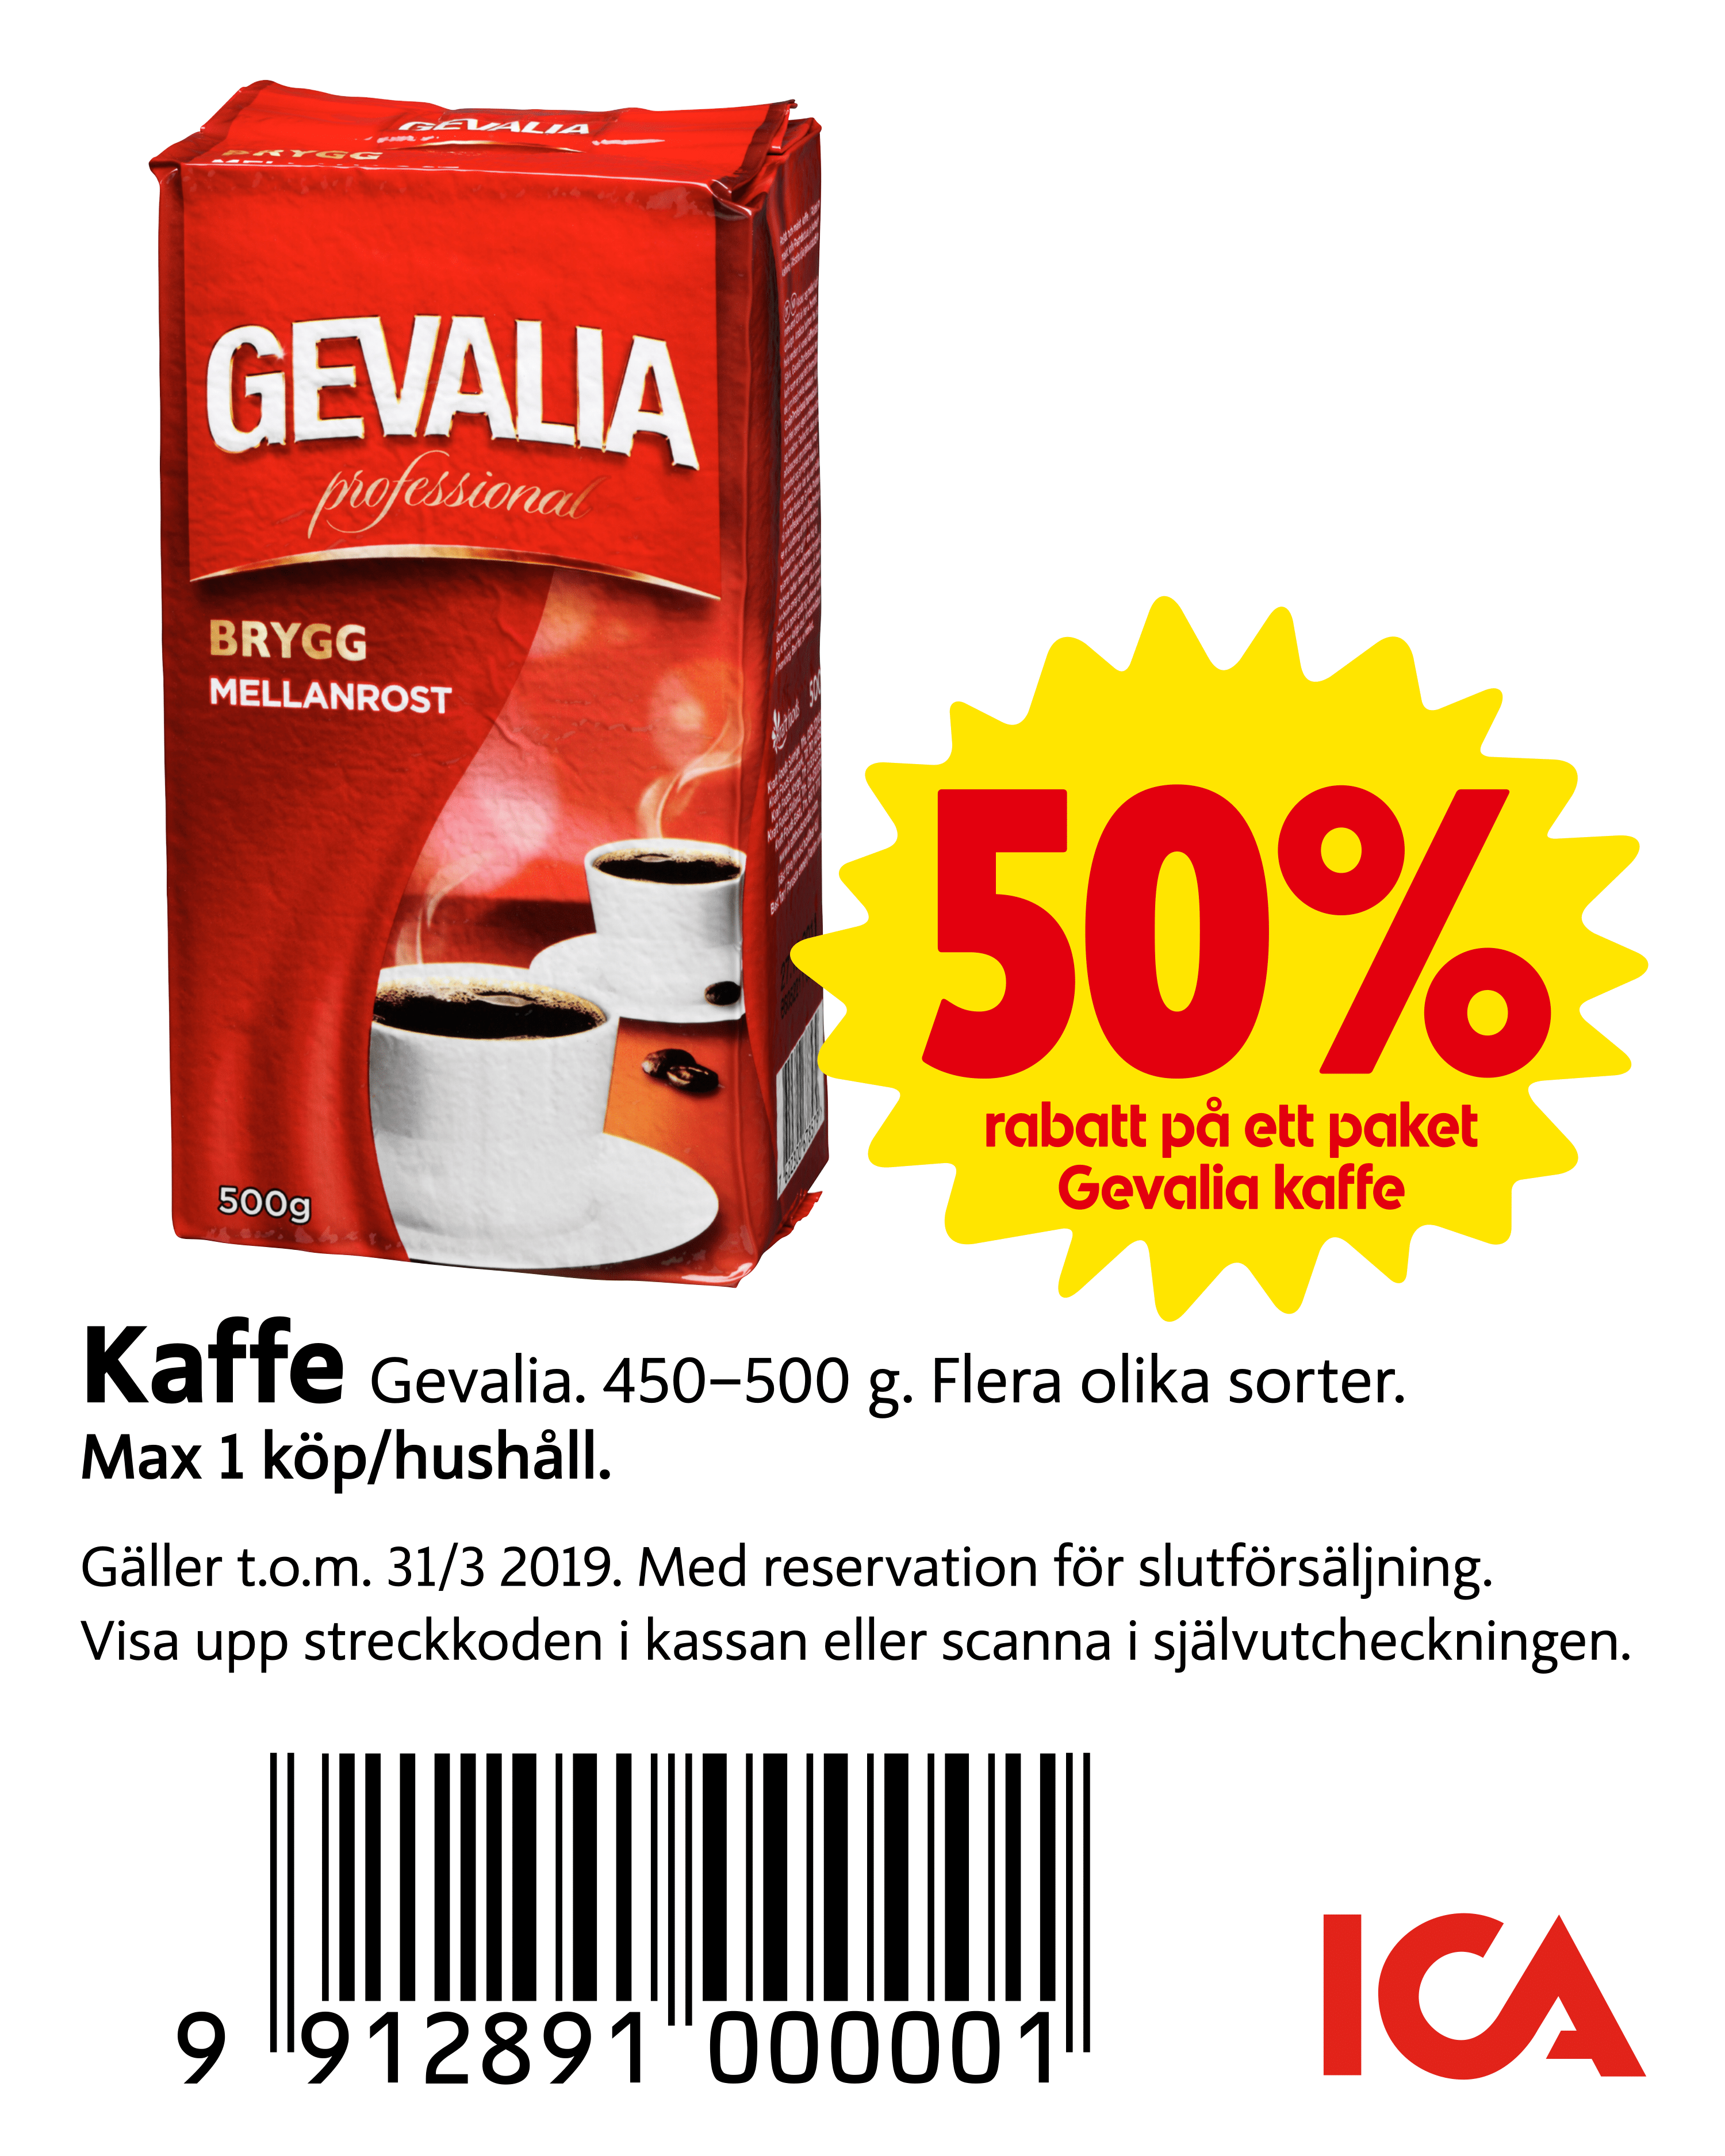 GEVALIA
BRYGG
GEVALIA
professional
BRYGG
MELLANROST
500g
50%
rabatt på ett paket
Gevalia kaffe
Kaffe Gevalia. 450–500 g. Flera olika sorter.
Max 1 köp/hushåll.
Gäller t.o.m. 31/3 2019. Med reservation för slutförsäljning.
Visa upp streckkoden i kassan eller scanna i självutcheckningen.
9 912891 000001
ICA